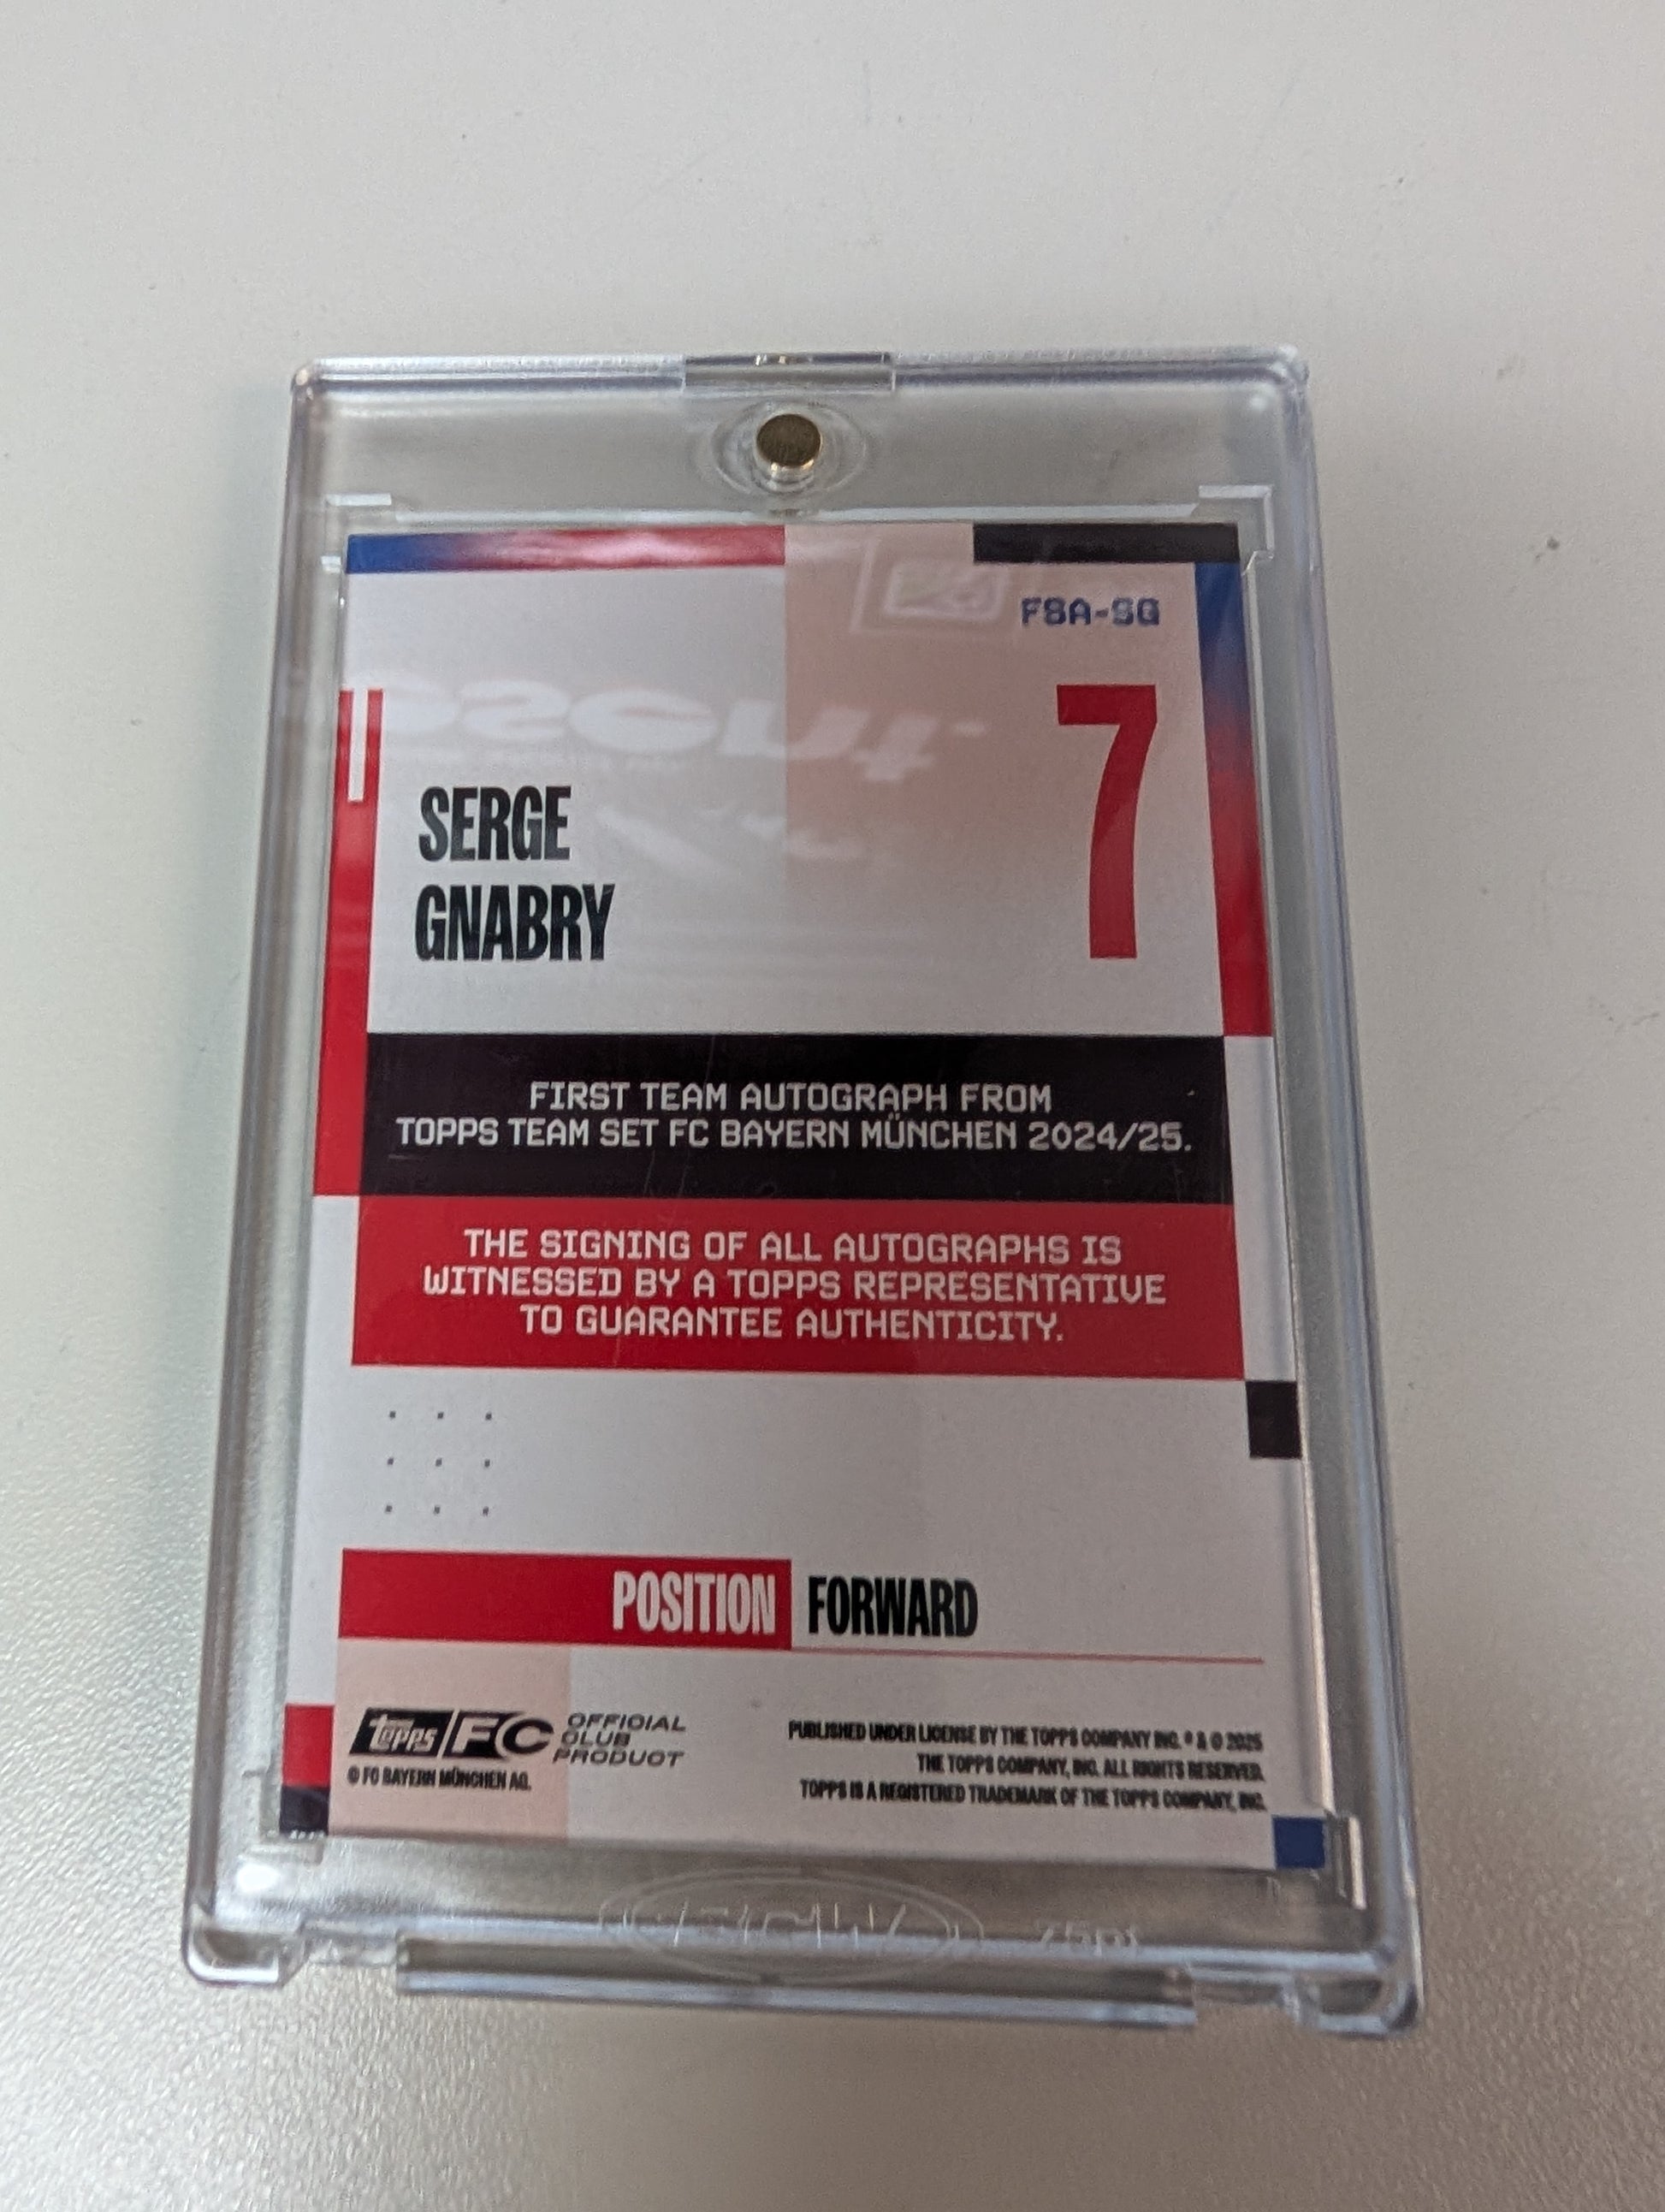 FSA-SG
7
SERGE
GNABRY
FIRST TEAM AUTOGRAPH FROM
TOPPS TEAM SET FC BAYERN MÜNCHEN 2024/25.
THE SIGNING OF ALL AUTOGRAPHS IS
WITNESSED BY A TOPPS REPRESENTATIVE
TO GUARANTEE AUTHENTICITY.
POSITION FORWARD
topps FC OFFICIAL
CLUB
PRODUCT
© FC BAYERN MÜNCHEN AG.
PUBLISHED UNDER LICENSE BY THE TOPPS COMPANY INC. ® & © 2025
THE TOPPS COMPANY, INC. ALL RIGHTS RESERVED.
TOPPS IS A REGISTERED TRADEMARK OF THE TOPPS COMPANY, INC.
75pt